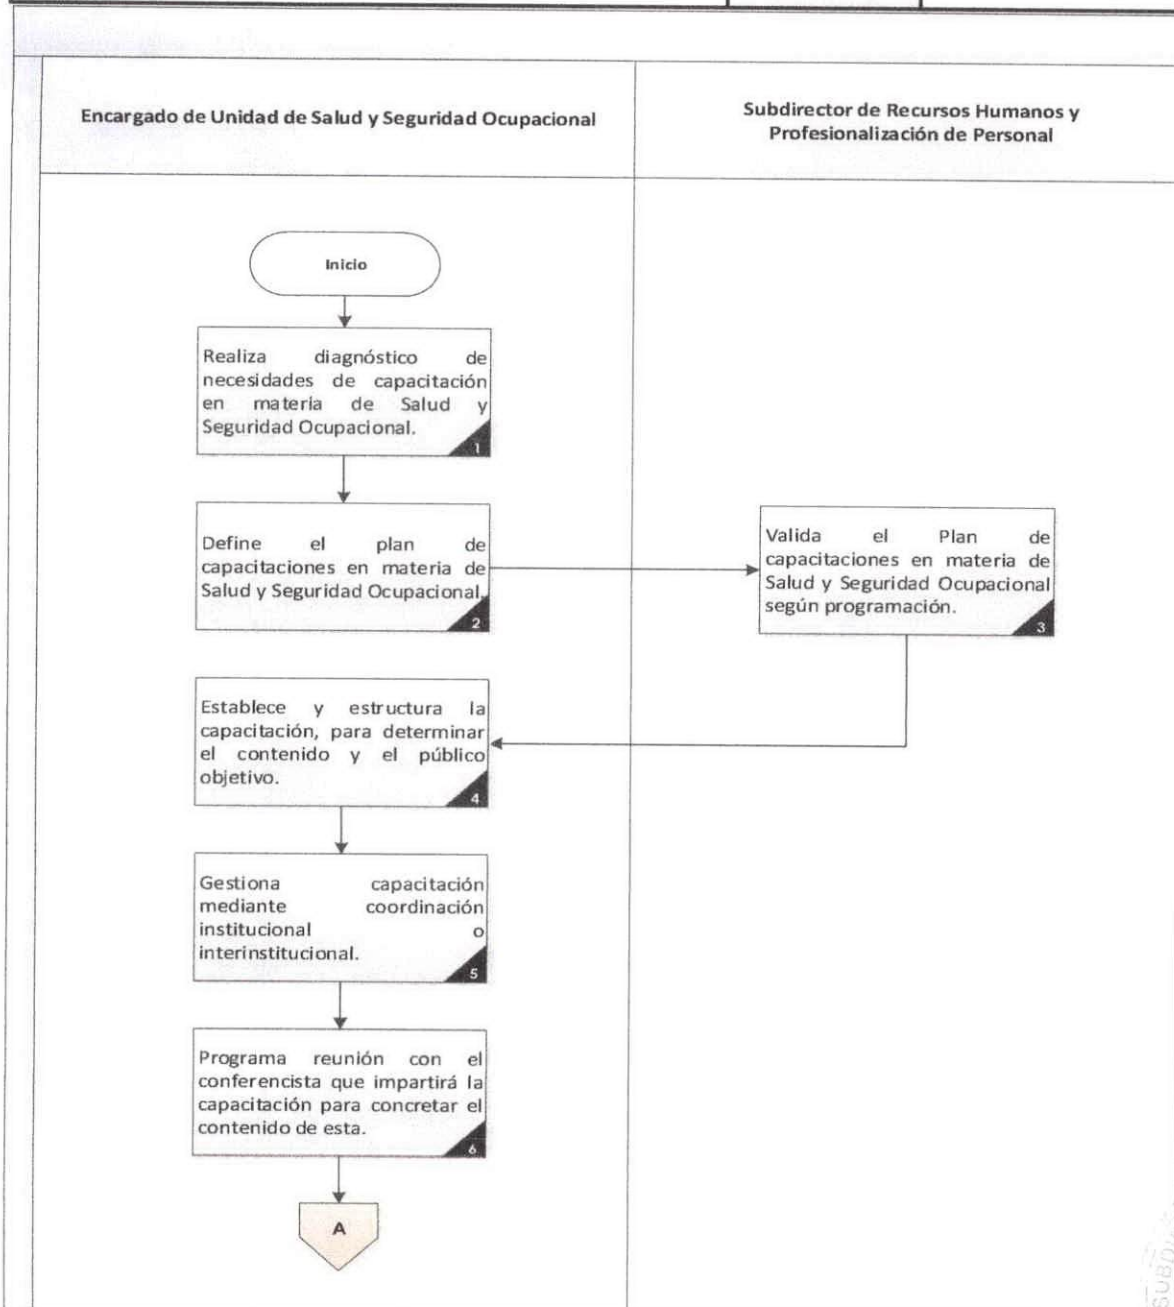 Encargado de Unidad de Salud y Seguridad Ocupacional
Subdirector de Recursos Humanos y
Profesionalización de Personal
Inicio
Realiza diagnóstico de
necesidades de capacitación
en materia de Salud y
Seguridad Ocupacional.
1
Define el plan de
capacitaciones en materia de
Salud y Seguridad Ocupacional.
2
Valida el Plan de
capacitaciones en materia de
Salud y Seguridad Ocupacional
según programación.
3
Establece y estructura la
capacitación, para determinar
el contenido y el público
objetivo.
4
Gestiona capacitación
mediante coordinación
institucional o
interinstitucional.
5
Programa reunión con el
conferencista que impartirá la
capacitación para concretar el
contenido de esta.
6
A